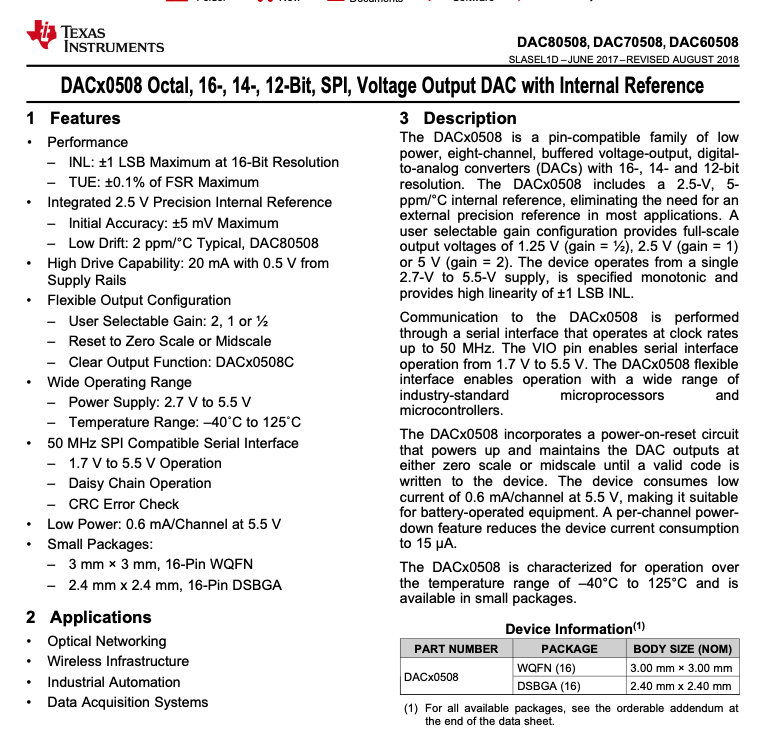 TEXAS
INSTRUMENTS
DAC80508, DAC70508, DAC60508
SLASEL1D –JUNE 2017–REVISED AUGUST 2018
DACx0508 Octal, 16-, 14-, 12-Bit, SPI, Voltage Output DAC with Internal Reference
1 Features
• Performance
– INL: ±1 LSB Maximum at 16-Bit Resolution
– TUE: ±0.1% of FSR Maximum
• Integrated 2.5 V Precision Internal Reference
– Initial Accuracy: ±5 mV Maximum
– Low Drift: 2 ppm/°C Typical, DAC80508
• High Drive Capability: 20 mA with 0.5 V from
Supply Rails
• Flexible Output Configuration
– User Selectable Gain: 2, 1 or ½
– Reset to Zero Scale or Midscale
– Clear Output Function: DACx0508C
• Wide Operating Range
– Power Supply: 2.7 V to 5.5 V
– Temperature Range: –40˚C to 125˚C
• 50 MHz SPI Compatible Serial Interface
– 1.7 V to 5.5 V Operation
– Daisy Chain Operation
– CRC Error Check
• Low Power: 0.6 mA/Channel at 5.5 V
• Small Packages:
– 3 mm × 3 mm, 16-Pin WQFN
– 2.4 mm x 2.4 mm, 16-Pin DSBGA
2 Applications
• Optical Networking
• Wireless Infrastructure
• Industrial Automation
• Data Acquisition Systems
3 Description
The DACx0508 is a pin-compatible family of low
power, eight-channel, buffered voltage-output, digital-
to-analog converters (DACs) with 16-, 14- and 12-bit
resolution. The DACx0508 includes a 2.5-V, 5-
ppm/°C internal reference, eliminating the need for an
external precision reference in most applications. A
user selectable gain configuration provides full-scale
output voltages of 1.25 V (gain = ½), 2.5 V (gain = 1)
or 5 V (gain = 2). The device operates from a single
2.7-V to 5.5-V supply, is specified monotonic and
provides high linearity of ±1 LSB INL.
Communication to the DACx0508 is performed
through a serial interface that operates at clock rates
up to 50 MHz. The VIO pin enables serial interface
operation from 1.7 V to 5.5 V. The DACx0508 flexible
interface enables operation with a wide range of
industry-standard microprocessors and
microcontrollers.
The DACx0508 incorporates a power-on-reset circuit
that powers up and maintains the DAC outputs at
either zero scale or midscale until a valid code is
written to the device. The device consumes low
current of 0.6 mA/channel at 5.5 V, making it suitable
for battery-operated equipment. A per-channel power-
down feature reduces the device current consumption
to 15 μA.
The DACx0508 is characterized for operation over
the temperature range of –40°C to 125°C and is
available in small packages.
Device Information(1)
PART NUMBER PACKAGE BODY SIZE (NOM)
DACx0508
WQFN (16) 3.00 mm × 3.00 mm
DSBGA (16) 2.40 mm x 2.40 mm
(1) For all available packages, see the orderable addendum at
the end of the data sheet.